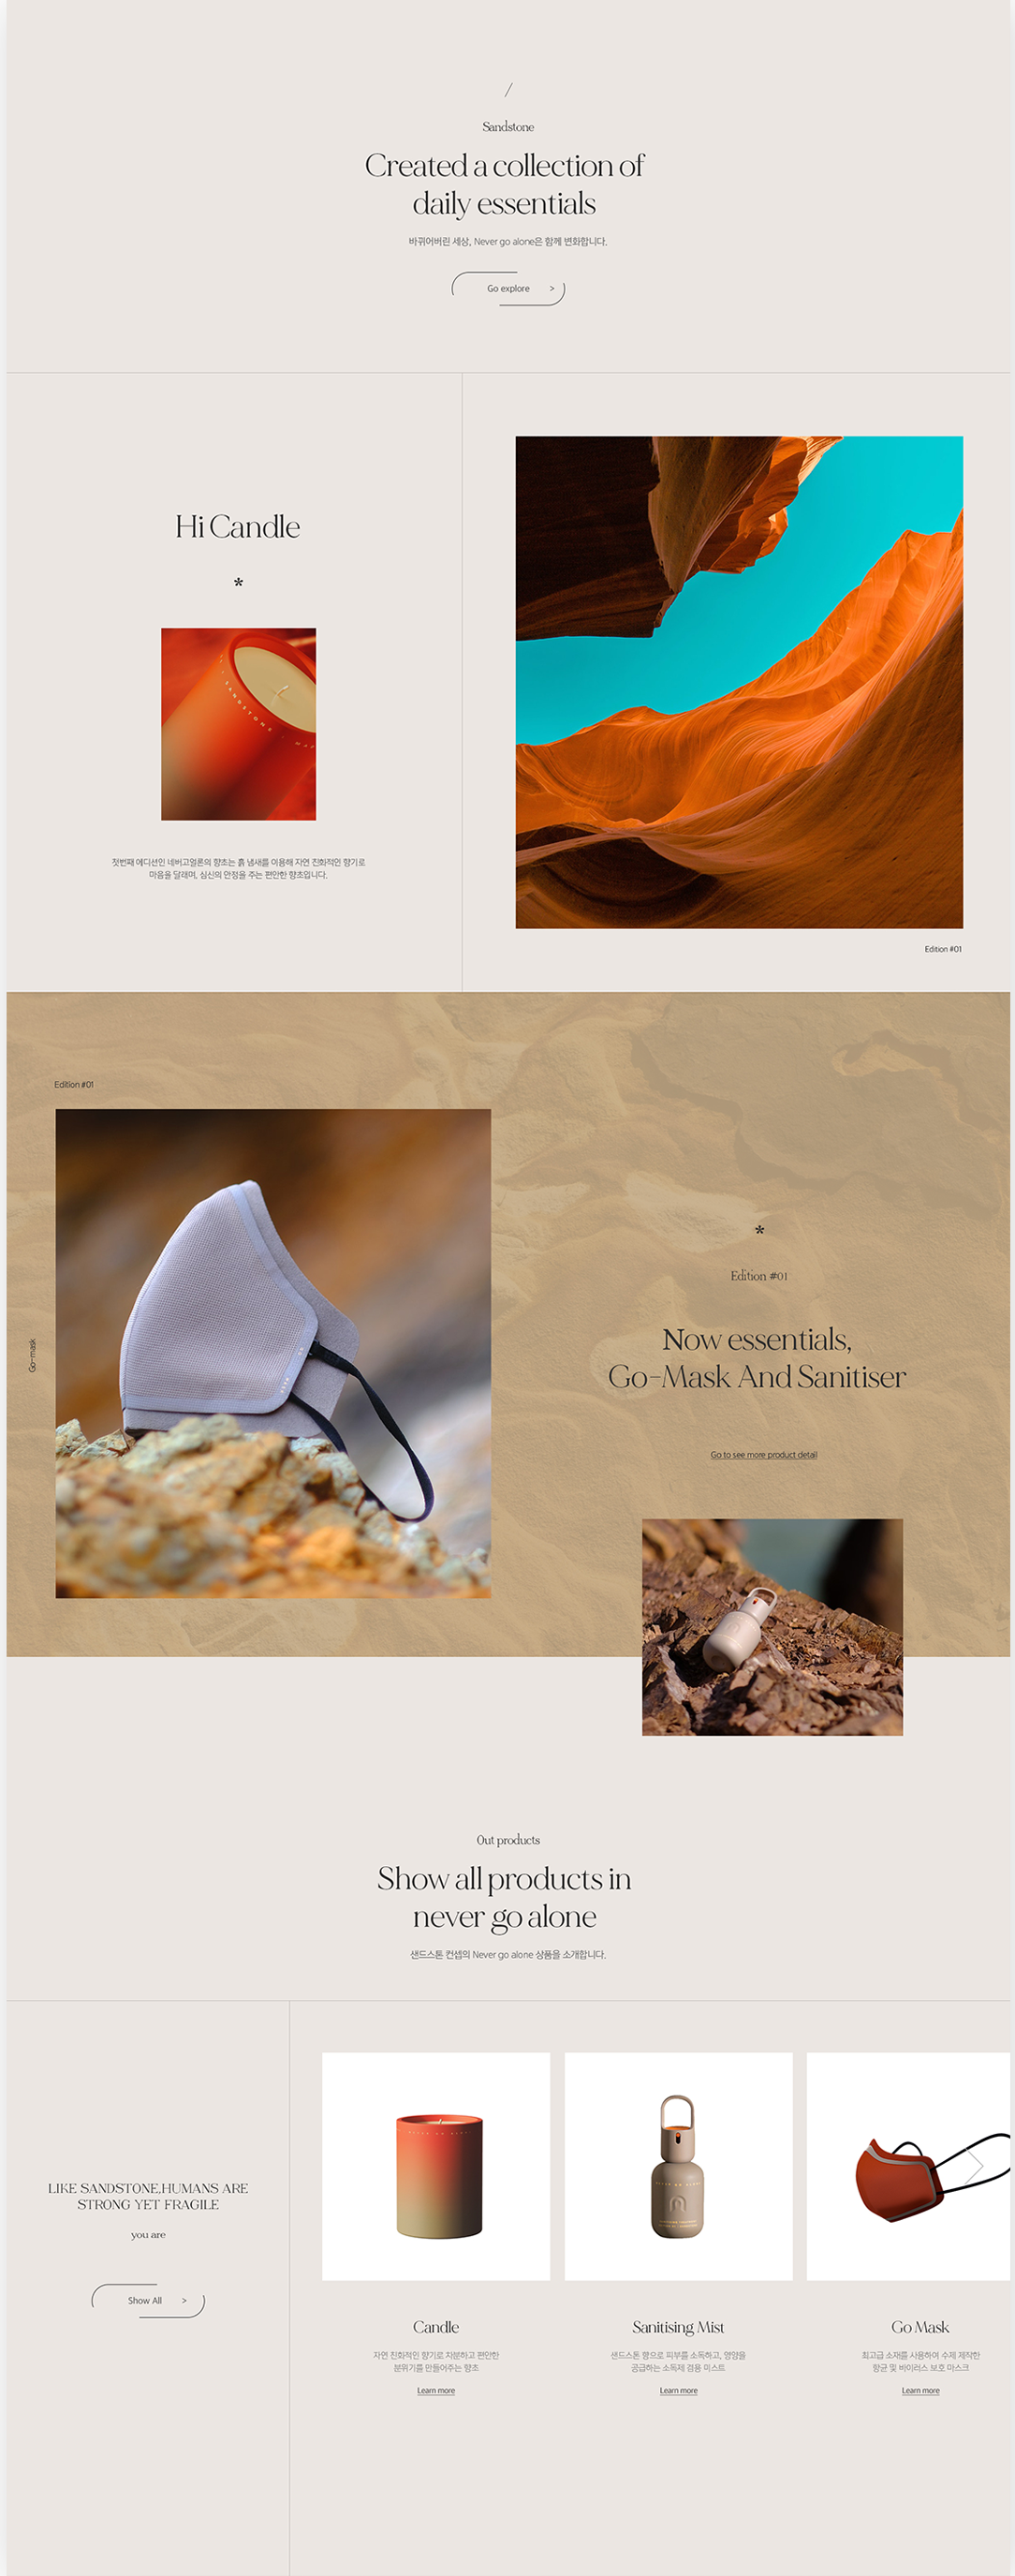 /
Sandstone
Created a collection of
daily essentials
바뀌어버린 세상, Never go alone은 함께 변화합니다.
Go explore >
Hi Candle
*
SANDSTONE
첫번째 에디션인 네버고얼론의 향초는 흙 냄새를 이용해 자연 친화적인 향기로
마음을 달래며, 심신의 안정을 주는 편안한 향초입니다.
Edition #01
Edition #01
Go-mask
*
Edition #01
Now essentials,
Go-Mask And Sanitiser
Go to see more product detail
Out products
Show all products in
never go alone
샌드스톤 컨셉의 Never go alone 상품을 소개합니다.
LIKE SANDSTONE,HUMANS ARE
STRONG YET FRAGILE
you are
Show All >
Candle
자연 친화적인 향기로 차분하고 편안한
분위기를 만들어주는 향초
Learn more
Sanitising Mist
샌드스톤 향으로 피부를 소독하고, 영양을
공급하는 소독제 겸용 미스트
Learn more
Go Mask
최고급 소재를 사용하여 수제 제작한
항균 및 바이러스 보호 마스크
Learn more